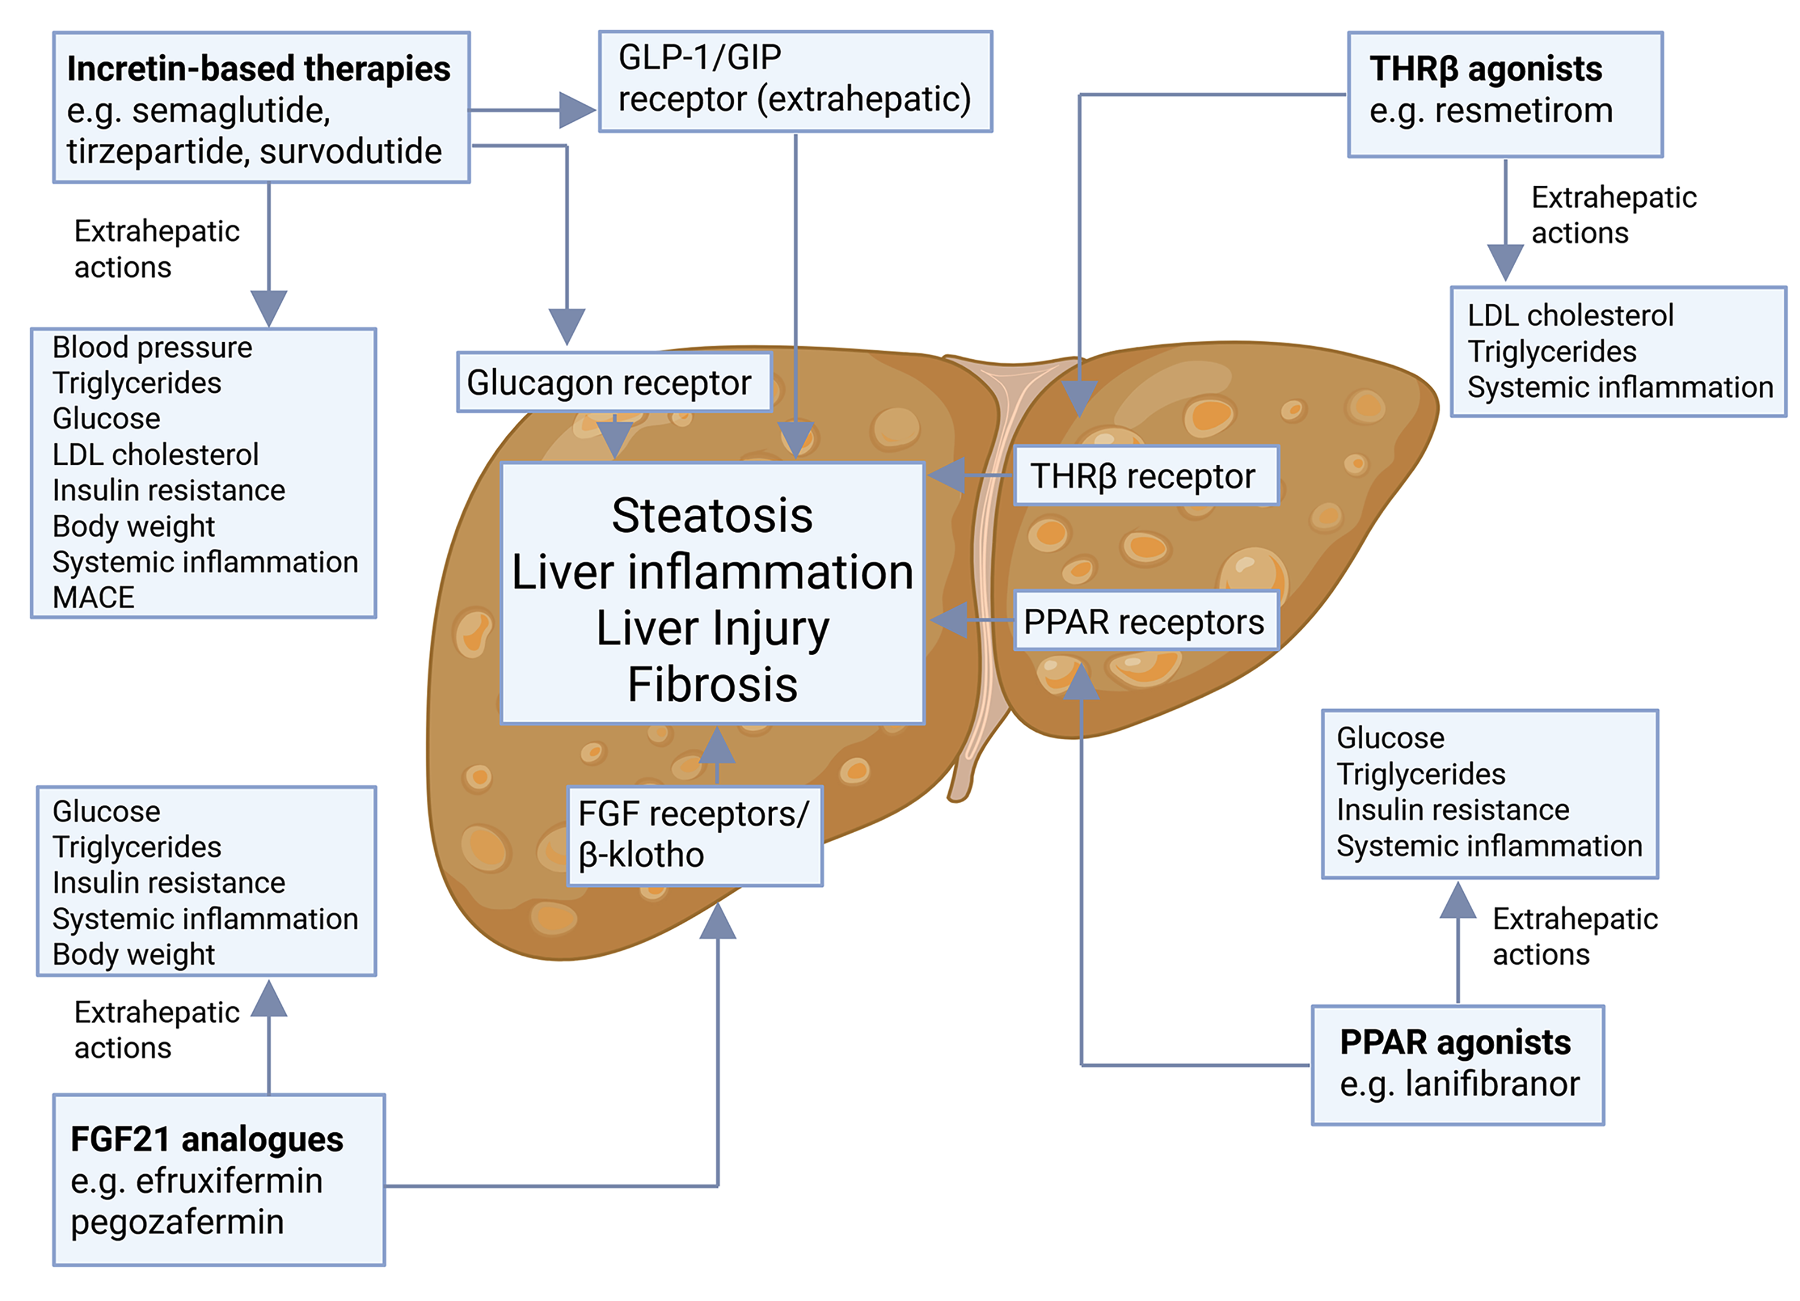 Incretin-based therapies
e.g. semaglutide,
tirzepartide, survodutide
GLP-1/GIP
receptor (extrahepatic)
THRβ agonists
e.g. resmetirom
Extrahepatic
actions
Extrahepatic
actions
Blood pressure
Triglycerides
Glucose
LDL cholesterol
Insulin resistance
Body weight
Systemic inflammation
MACE
LDL cholesterol
Triglycerides
Systemic inflammation
Glucagon receptor
THRβ receptor
Steatosis
Liver inflammation
Liver Injury
Fibrosis
PPAR receptors
FGF receptors/
β-klotho
Glucose
Triglycerides
Insulin resistance
Systemic inflammation
Glucose
Triglycerides
Insulin resistance
Systemic inflammation
Body weight
Extrahepatic
actions
Extrahepatic
actions
PPAR agonists
e.g. lanifibranor
FGF21 analogues
e.g. efruxifermin
pegozafermin